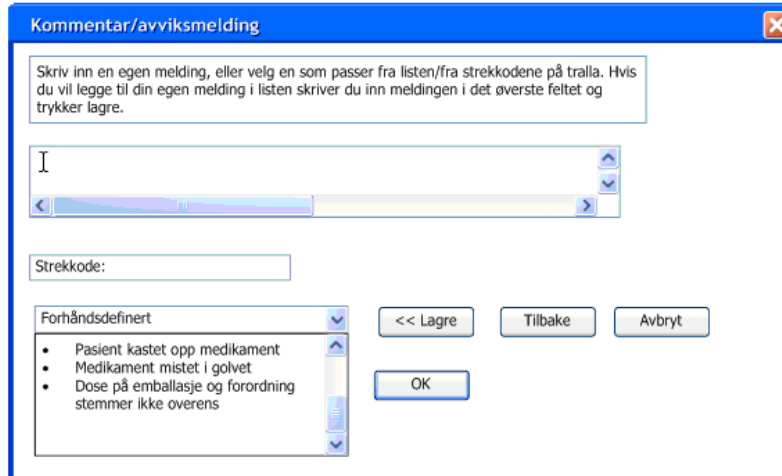 Kommentar/avviksmelding
Skriv inn en egen melding, eller velg en som passer fra listen/fra strekkodene på tralla. Hvis
du vil legge til din egen melding i listen skriver du inn meldingen i det øverste feltet og
trykker lagre.
Strekkode:
Forhåndsdefinert
<< Lagre
Tilbake
Avbryt
• Pasient kastet opp medikament
• Medikament mistet i golvet
• Dose på emballasje og forordning
stemmer ikke overens
OK